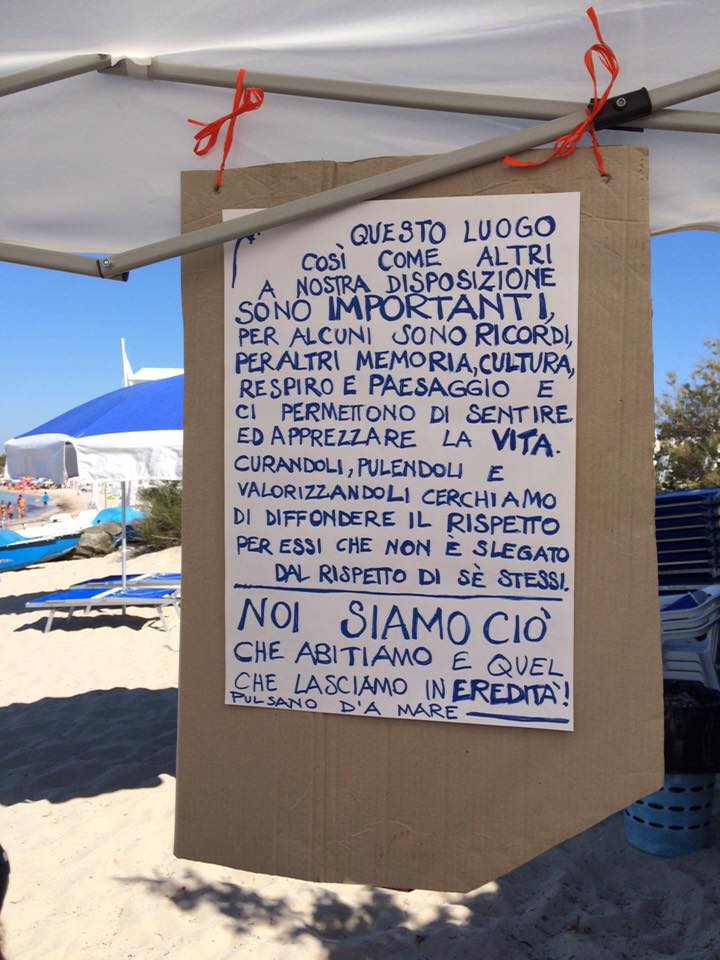 QUESTO LUOGO
COSÌ COME ALTRI
A NOSTRA DISPOSIZIONE
SONO IMPORTANTI,
PER ALCUNI SONO RICORDI,
PER ALTRI MEMORIA, CULTURA,
RESPIRO E PAESAGGIO E
CI PERMETTONO DI SENTIRE
ED APPREZZARE LA VITA.
CURANDOLI, PULENDOLI E
VALORIZZANDOLI CERCHIAMO
DI DIFFONDERE IL RISPETTO
PER ESSI CHE NON È SLEGATO
DAL RISPETTO DI SÈ STESSI.
NOI SIAMO CIÒ
CHE ABITIAMO E QUEL
CHE LASCIAMO IN EREDITÀ!
PULSANO D'A MARE